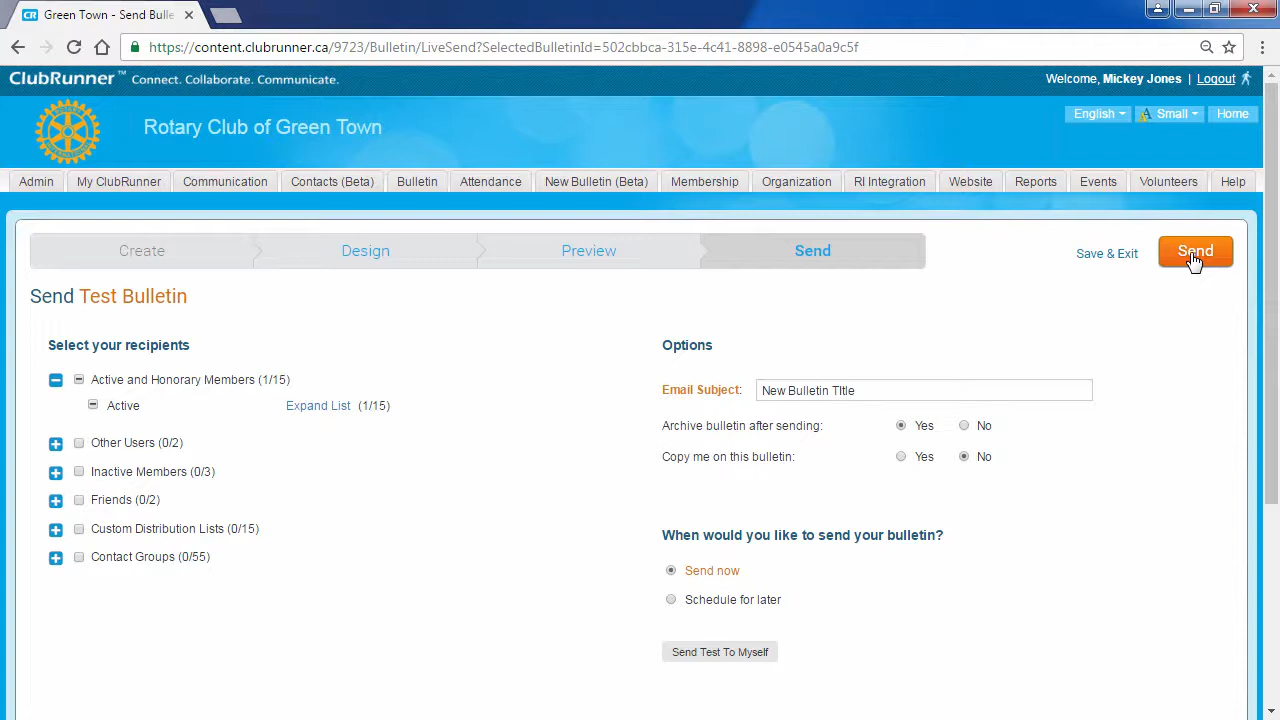 CR Green Town - Send Bulle
https://content.clubrunner.ca/9723/Bulletin/LiveSend?SelectedBulletinId=502cbbca-315e-4c41-8898-e0545a0a9c5f
ClubRunner™ Connect. Collaborate. Communicate.
Welcome, Mickey Jones | Logout
English Small Home
Rotary Club of Green Town
Admin My ClubRunner Communication Contacts (Beta) Bulletin Attendance New Bulletin (Beta) Membership Organization RI Integration Website Reports Events Volunteers Help
Create Design Preview Send Save & Exit Send
Send Test Bulletin
Select your recipients
Active and Honorary Members (1/15)
Active Expand List (1/15)
Other Users (0/2)
Inactive Members (0/3)
Friends (0/2)
Custom Distribution Lists (0/15)
Contact Groups (0/55)
Options
Email Subject: New Bulletin TItle
Archive bulletin after sending: Yes No
Copy me on this bulletin: Yes No
When would you like to send your bulletin?
Send now
Schedule for later
Send Test To Myself